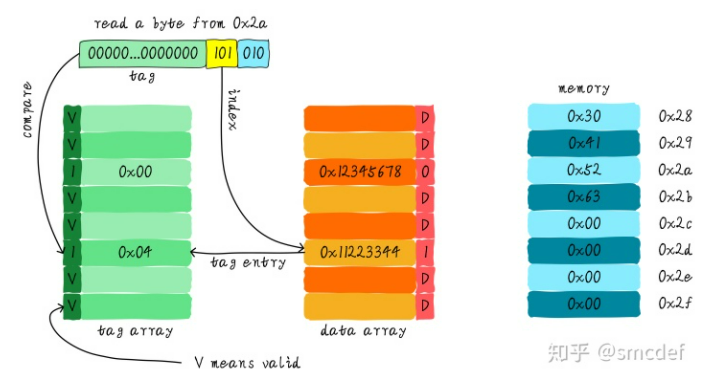 read a byte from 0x2a
00000...0000000 101 010
tag
compare
index
memory
V D 0x30 0x28
V D 0x41 0x29
1 0x00 0x12345678 0 0x52 0x2a
V D 0x63 0x2b
V D 0x00 0x2c
1 0x04 tag entry 0x11223344 1 0x00 0x2d
V D 0x00 0x2e
V D 0x00 0x2f
tag array data array
V means valid
知乎 @smcdef